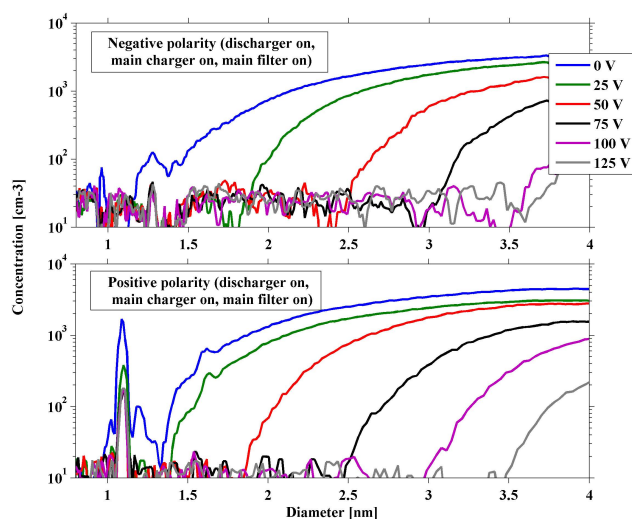 Negative polarity (discharger on,
main charger on, main filter on)
0 V
25 V
50 V
75 V
100 V
125 V
10^4
10^3
10^2
10^1
1
1.5
2
2.5
3
3.5
4
Concentration [cm-3]
Positive polarity (discharger on,
main charger on, main filter on)
10^4
10^3
10^2
10^1
1
1.5
2
2.5
3
3.5
4
Diameter [nm]